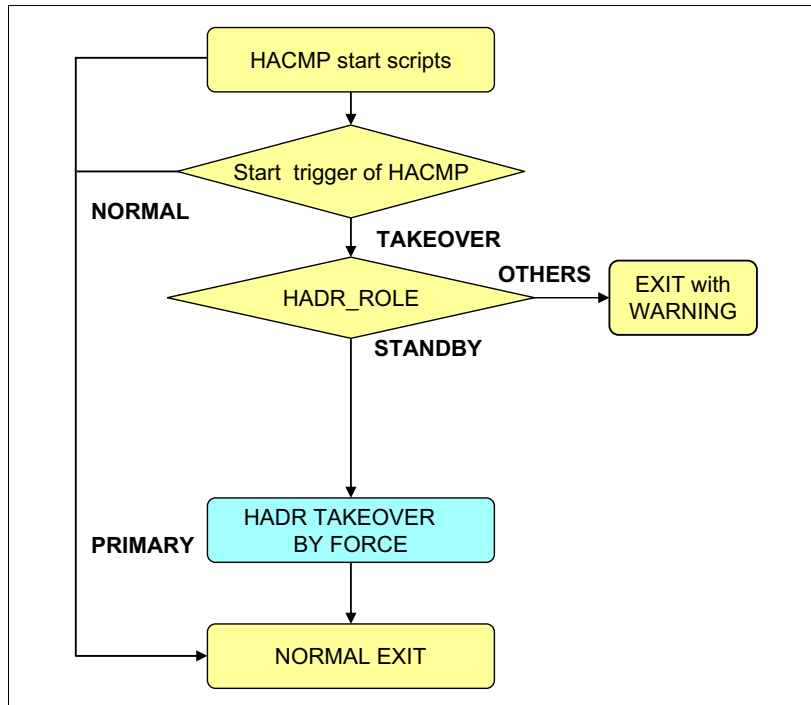 HACMP start scripts
Start trigger of HACMP
NORMAL
TAKEOVER
OTHERS
HADR_ROLE
EXIT with
WARNING
STANDBY
HADR TAKEOVER
BY FORCE
PRIMARY
NORMAL EXIT